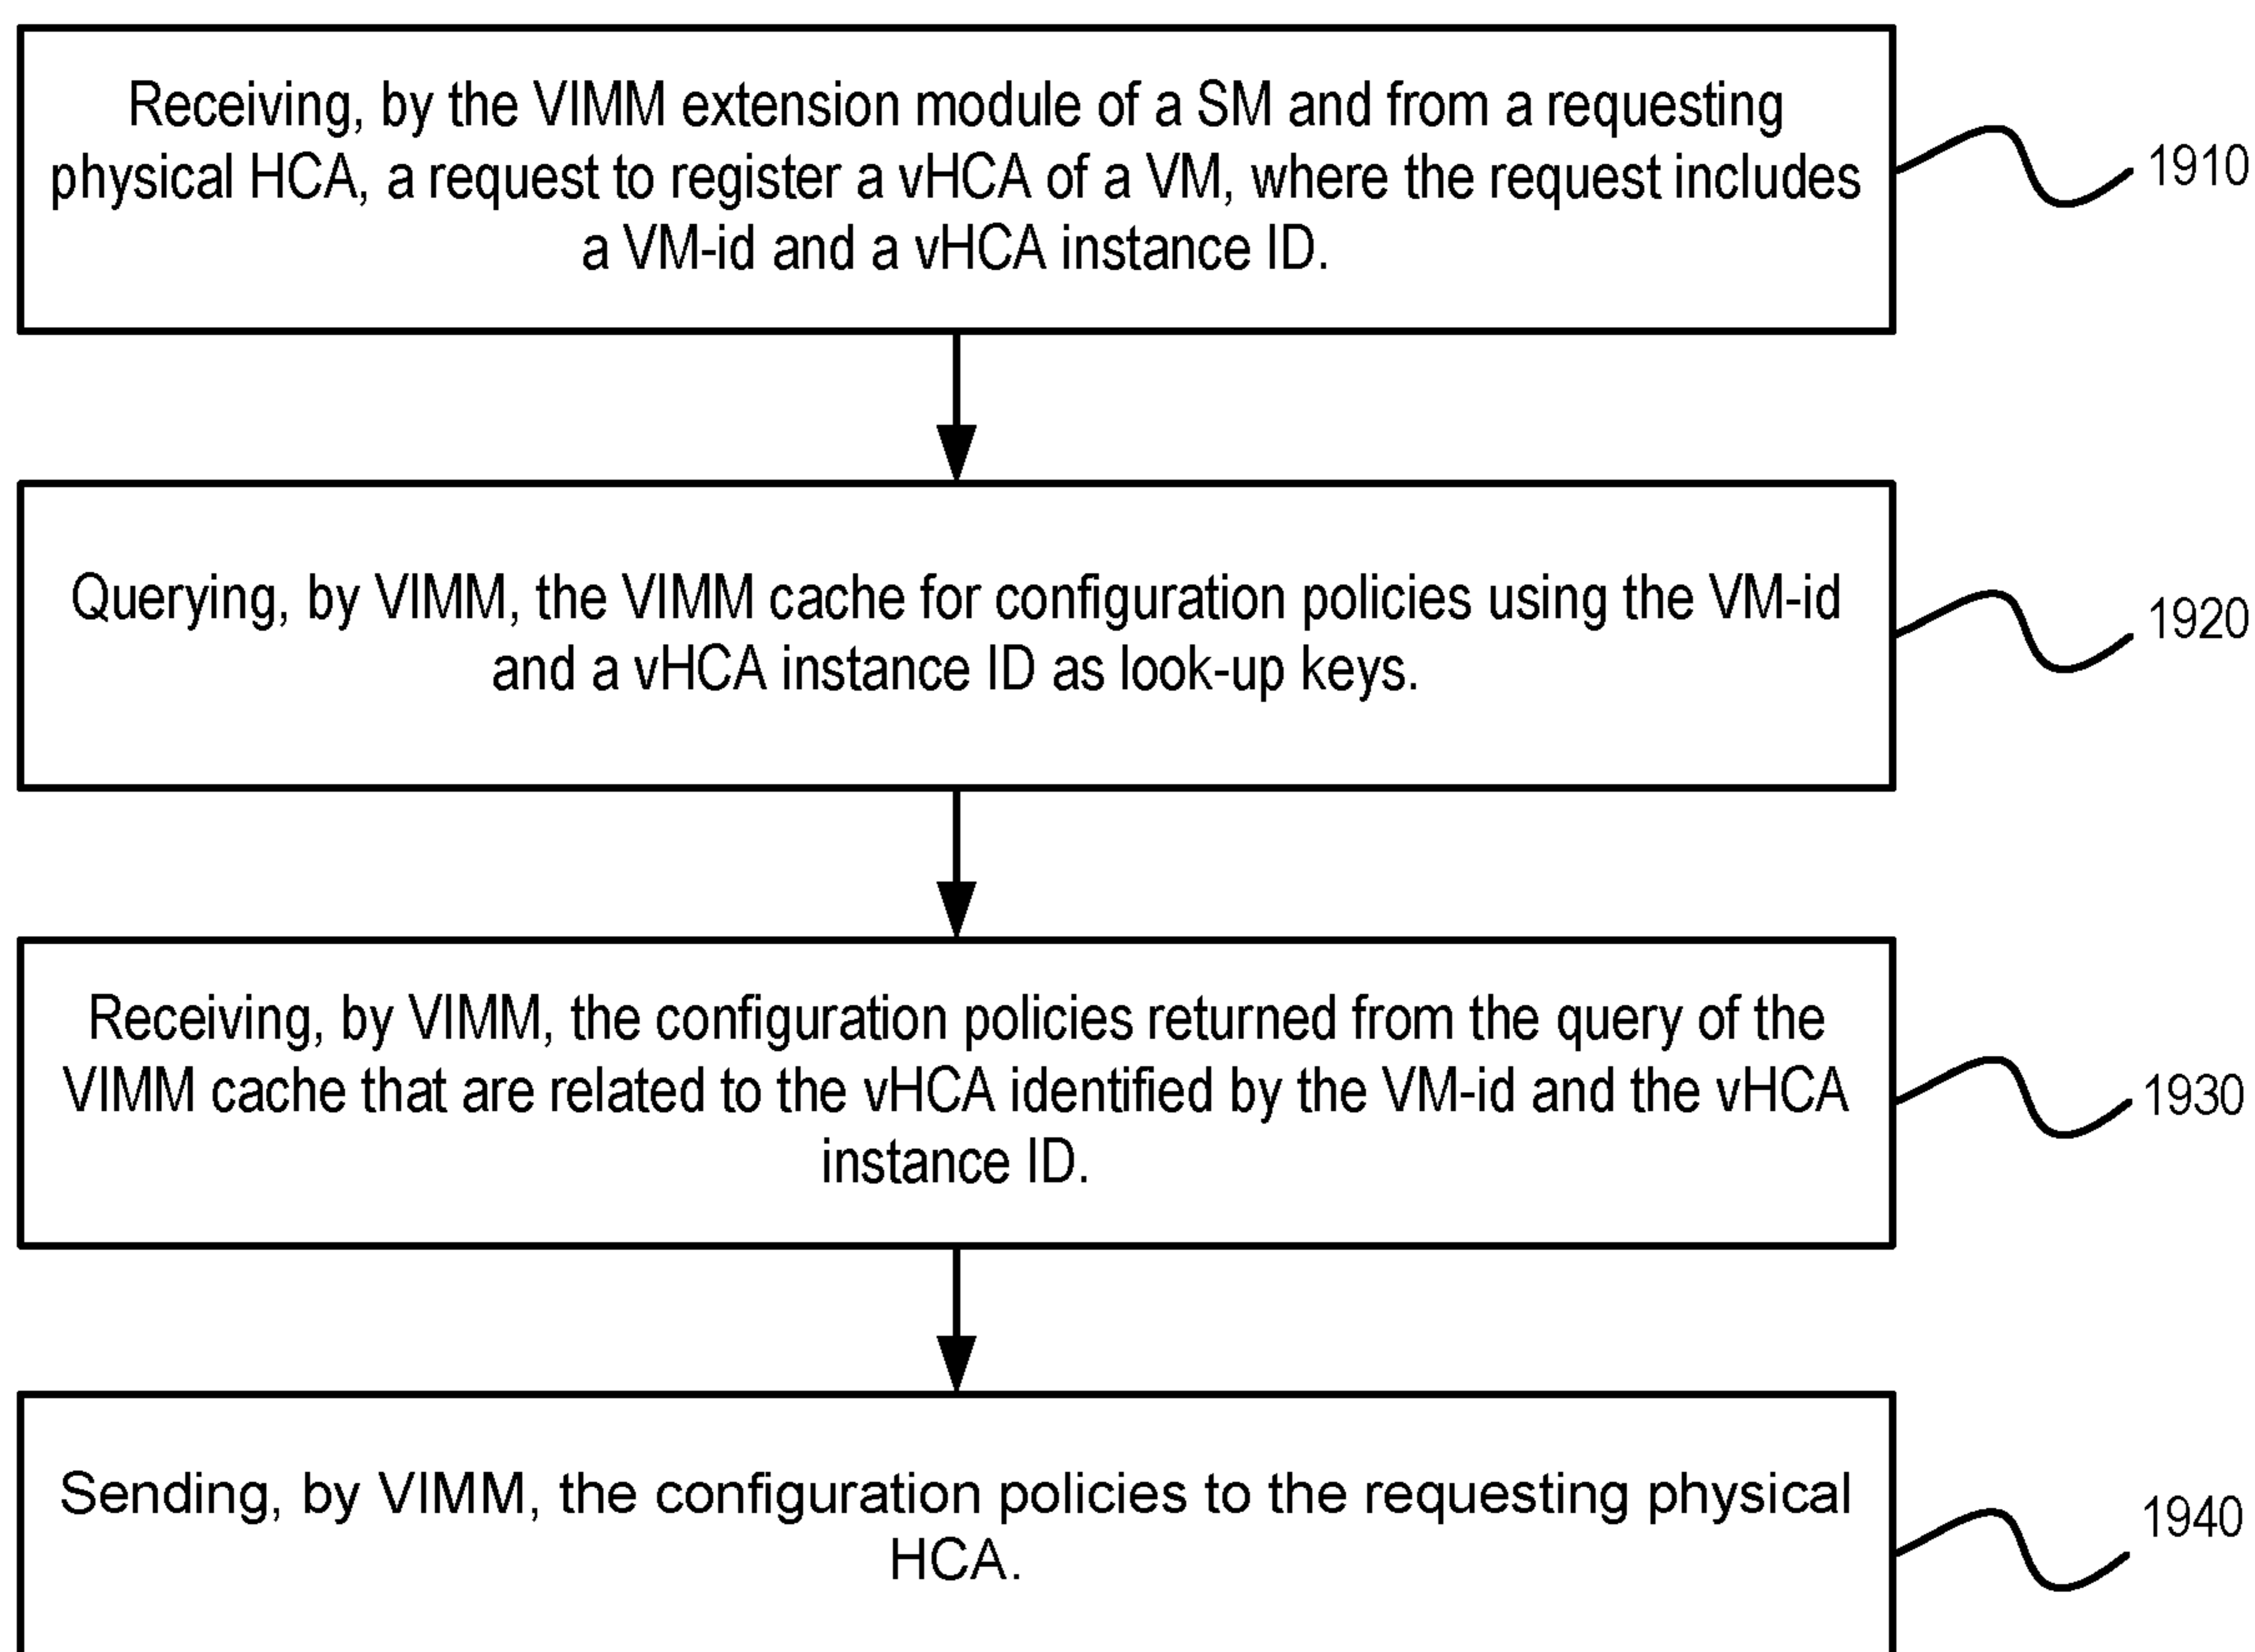 Receiving, by the VIMM extension module of a SM and from a requesting
physical HCA, a request to register a vHCA of a VM, where the request includes
a VM-id and a vHCA instance ID.
1910
Querying, by VIMM, the VIMM cache for configuration policies using the VM-id
and a vHCA instance ID as look-up keys.
1920
Receiving, by VIMM, the configuration policies returned from the query of the
VIMM cache that are related to the vHCA identified by the VM-id and the vHCA
instance ID.
1930
Sending, by VIMM, the configuration policies to the requesting physical
HCA.
1940